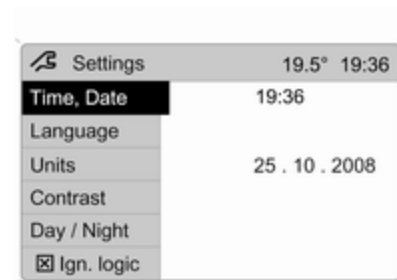 Settings 19.5° 19:36
Time, Date 19:36
Language
Units 25 . 10 . 2008
Contrast
Day / Night
Ign. logic